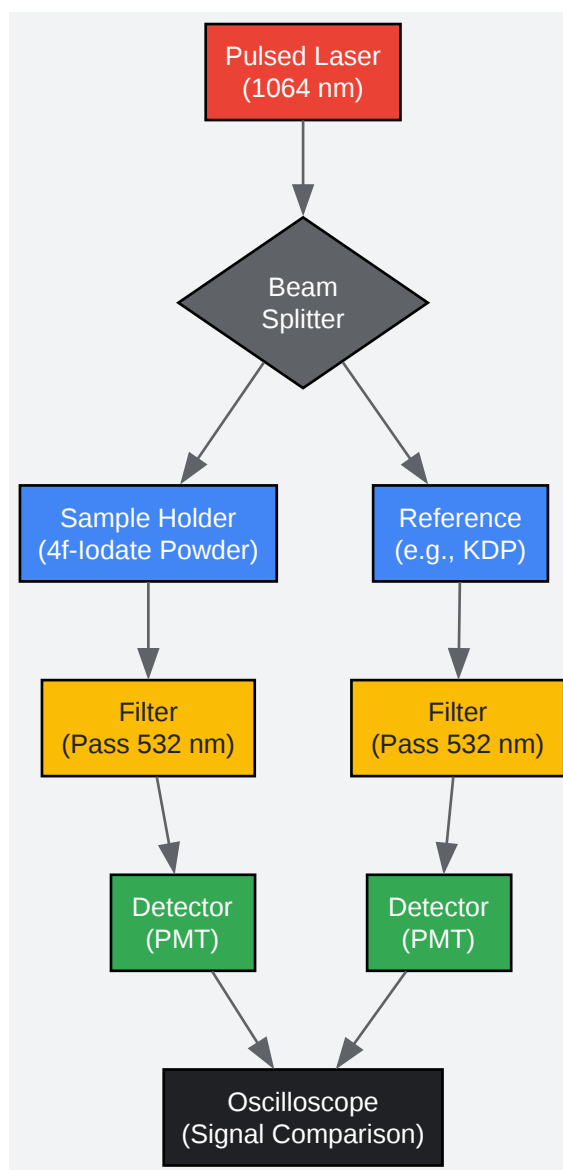 Pulsed Laser
(1064 nm)
Beam
Splitter
Sample Holder
(4f-Iodate Powder)
Reference
(e.g., KDP)
Filter
(Pass 532 nm)
Filter
(Pass 532 nm)
Detector
(PMT)
Detector
(PMT)
Oscilloscope
(Signal Comparison)